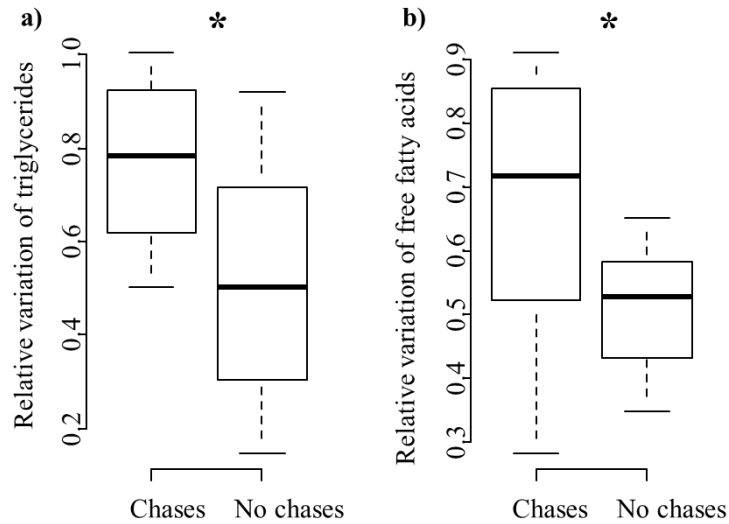 a)
*
Relative variation of triglycerides
1,0
0,8
0,6
0,4
0,2
Chases No chases
b)
*
Relative variation of free fatty acids
0,9
0,8
0,7
0,6
0,5
0,4
0,3
Chases No chases